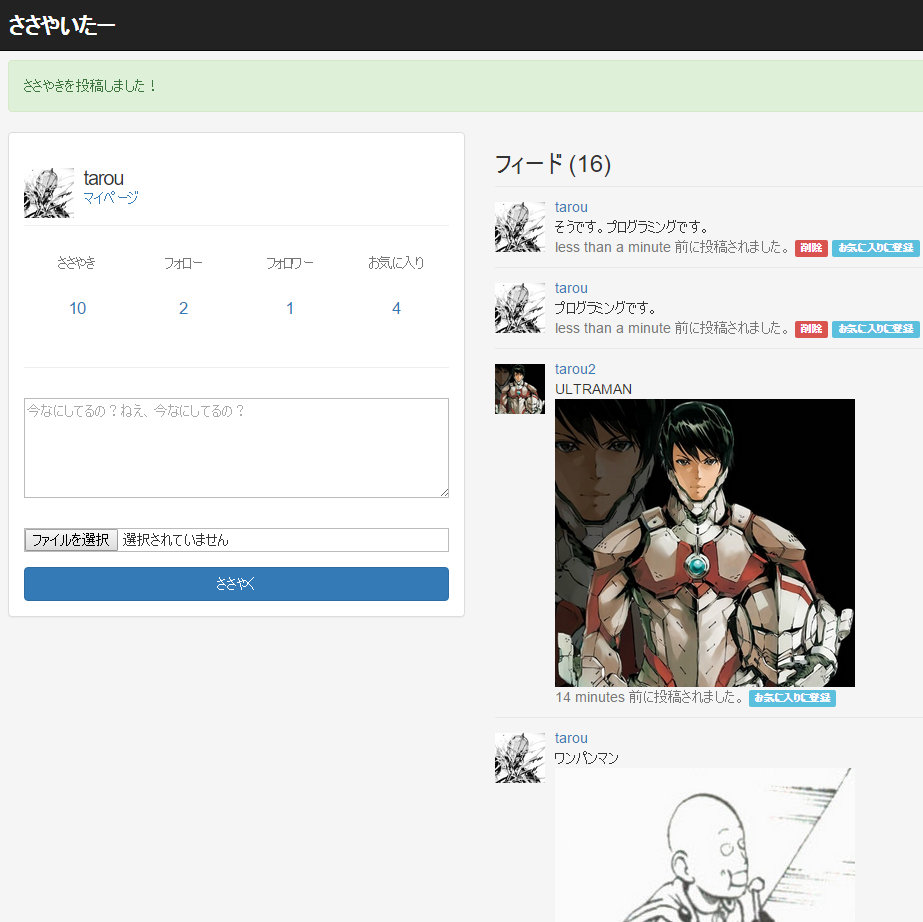 ささやいたー
ささやきを投稿しました！
tarou
マイページ
ささやき フォロー フォロワー お気に入り
10 2 1 4
今なにしてるの？ねえ、今なにしてるの？
ファイルを選択 選択されていません
ささやく
フィード (16)
tarou
そうです。プログラミングです。
less than a minute 前に投稿されました。 削除 お気に入りに登録
tarou
プログラミングです。
less than a minute 前に投稿されました。 削除 お気に入りに登録
tarou2
ULTRAMAN
14 minutes 前に投稿されました。 お気に入りに登録
tarou
ワンパンマン